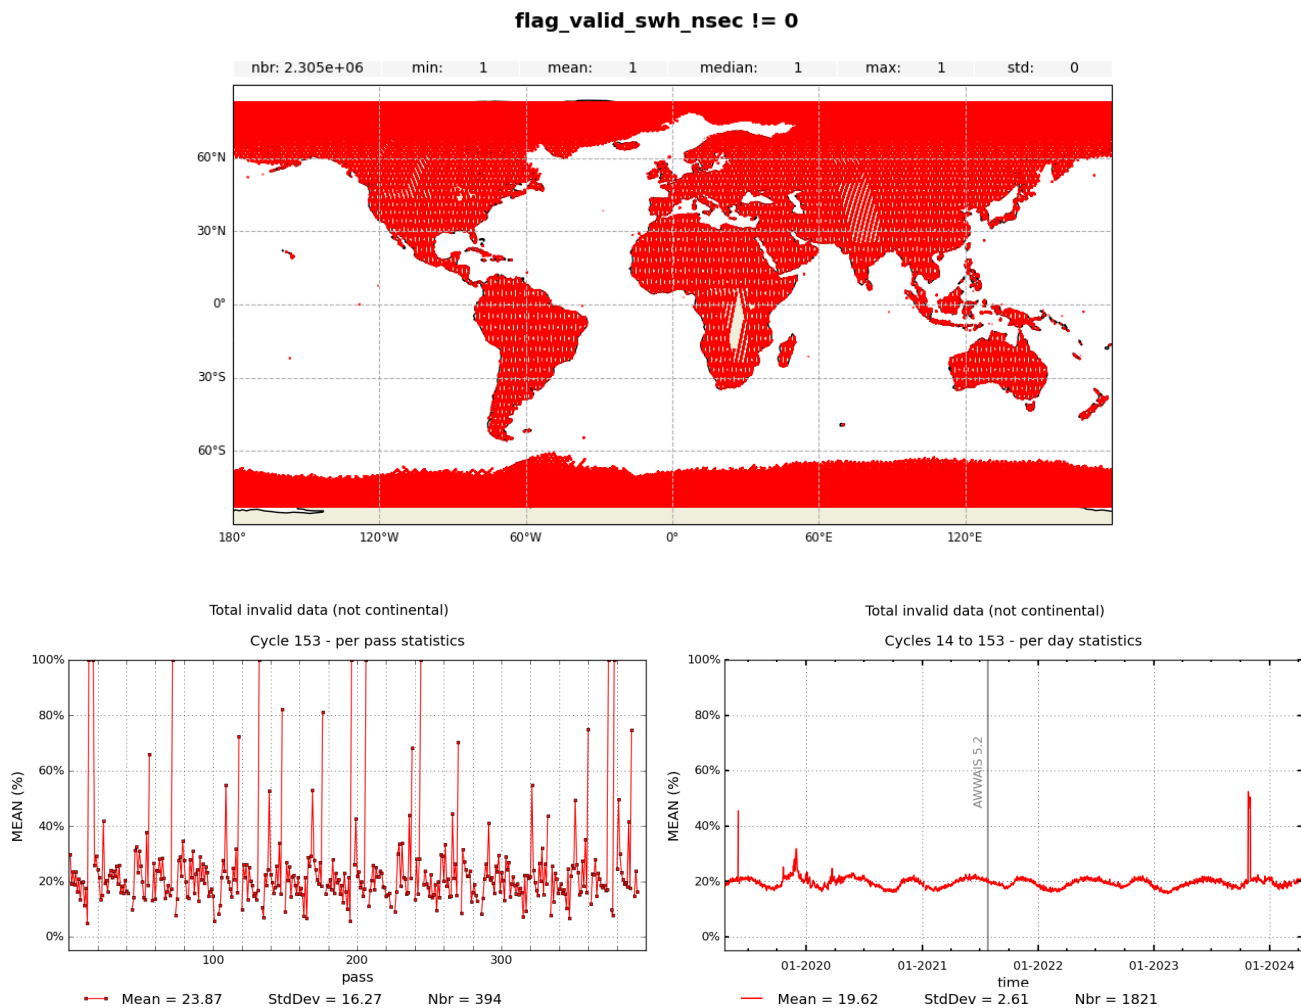 flag_valid_swh_nsec != 0
nbr: 2.305e+06 min: 1 mean: 1 median: 1 max: 1 std: 0
60°N
30°N
0°
30°S
60°S
180° 120°W 60°W 0° 60°E 120°E
Total invalid data (not continental)
Cycle 153 - per pass statistics
100%
80%
60%
40%
20%
0%
MEAN (%)
100 200 300
pass
Mean = 23.87 StdDev = 16.27 Nbr = 394
Total invalid data (not continental)
Cycles 14 to 153 - per day statistics
100%
80%
60%
40%
20%
0%
MEAN (%)
AWWAIS 5.2
01-2020 01-2021 01-2022 01-2023 01-2024
time
Mean = 19.62 StdDev = 2.61 Nbr = 1821